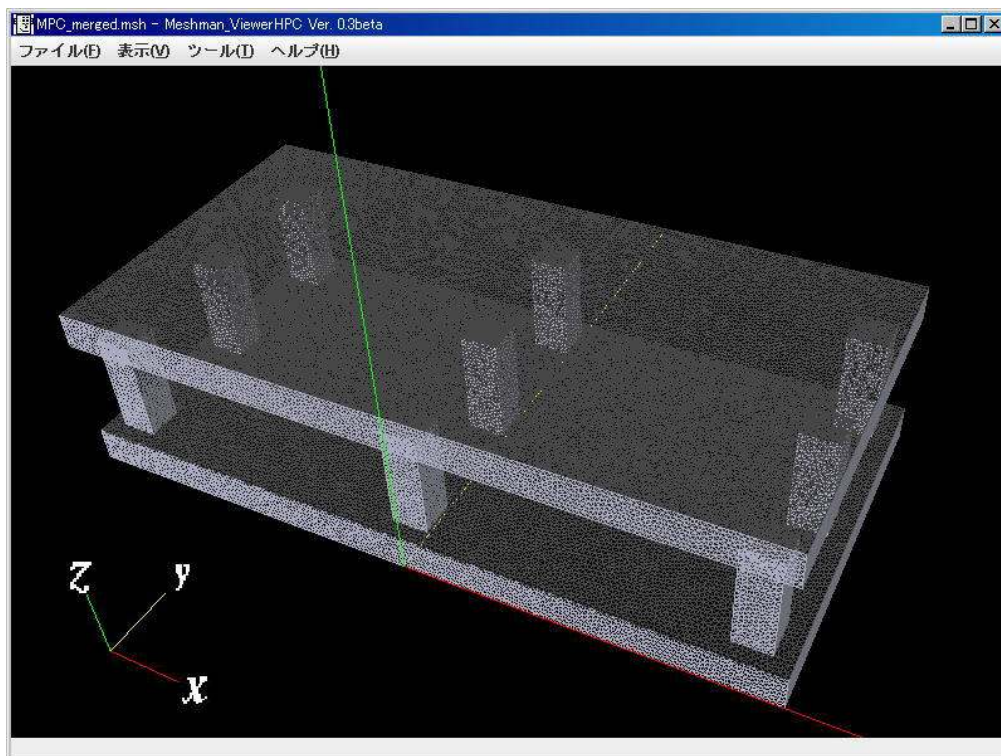 MPC_merged.msh - Meshman_ViewerHPC Ver. 0.3beta
ファイル(F) 表示(V) ツール(T) ヘルプ(H)
Z
y
X